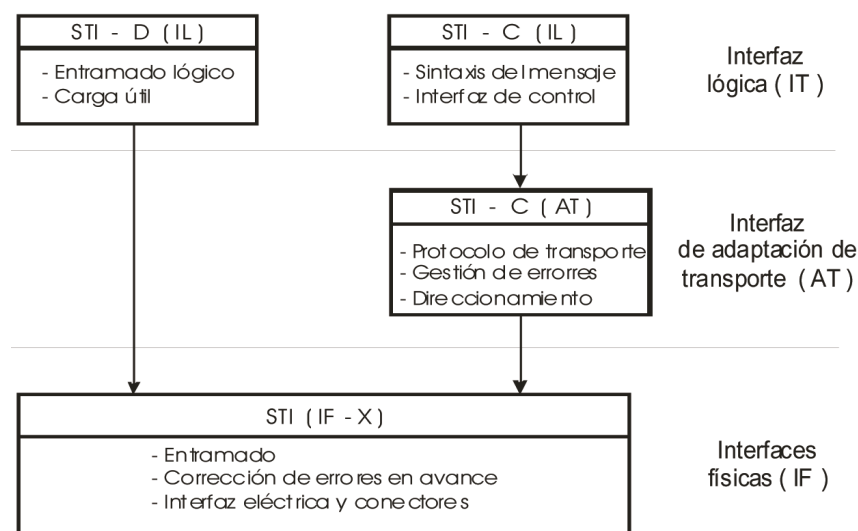 STI - D ( IL )
- Entramado lógico
- Carga útil
STI - C ( IL )
- Sintaxis del mensaje
- Interfaz de control
Interfaz
lógica ( IT )
STI - C ( AT )
- Protocolo de transporte
- Gestión de errorres
- Direccionamiento
Interfaz
de adaptación de
transporte ( AT )
STI ( IF - X )
- Entramado
- Corrección de errores en avance
- Interfaz eléctrica y conectores
Interfaces
físicas ( IF )